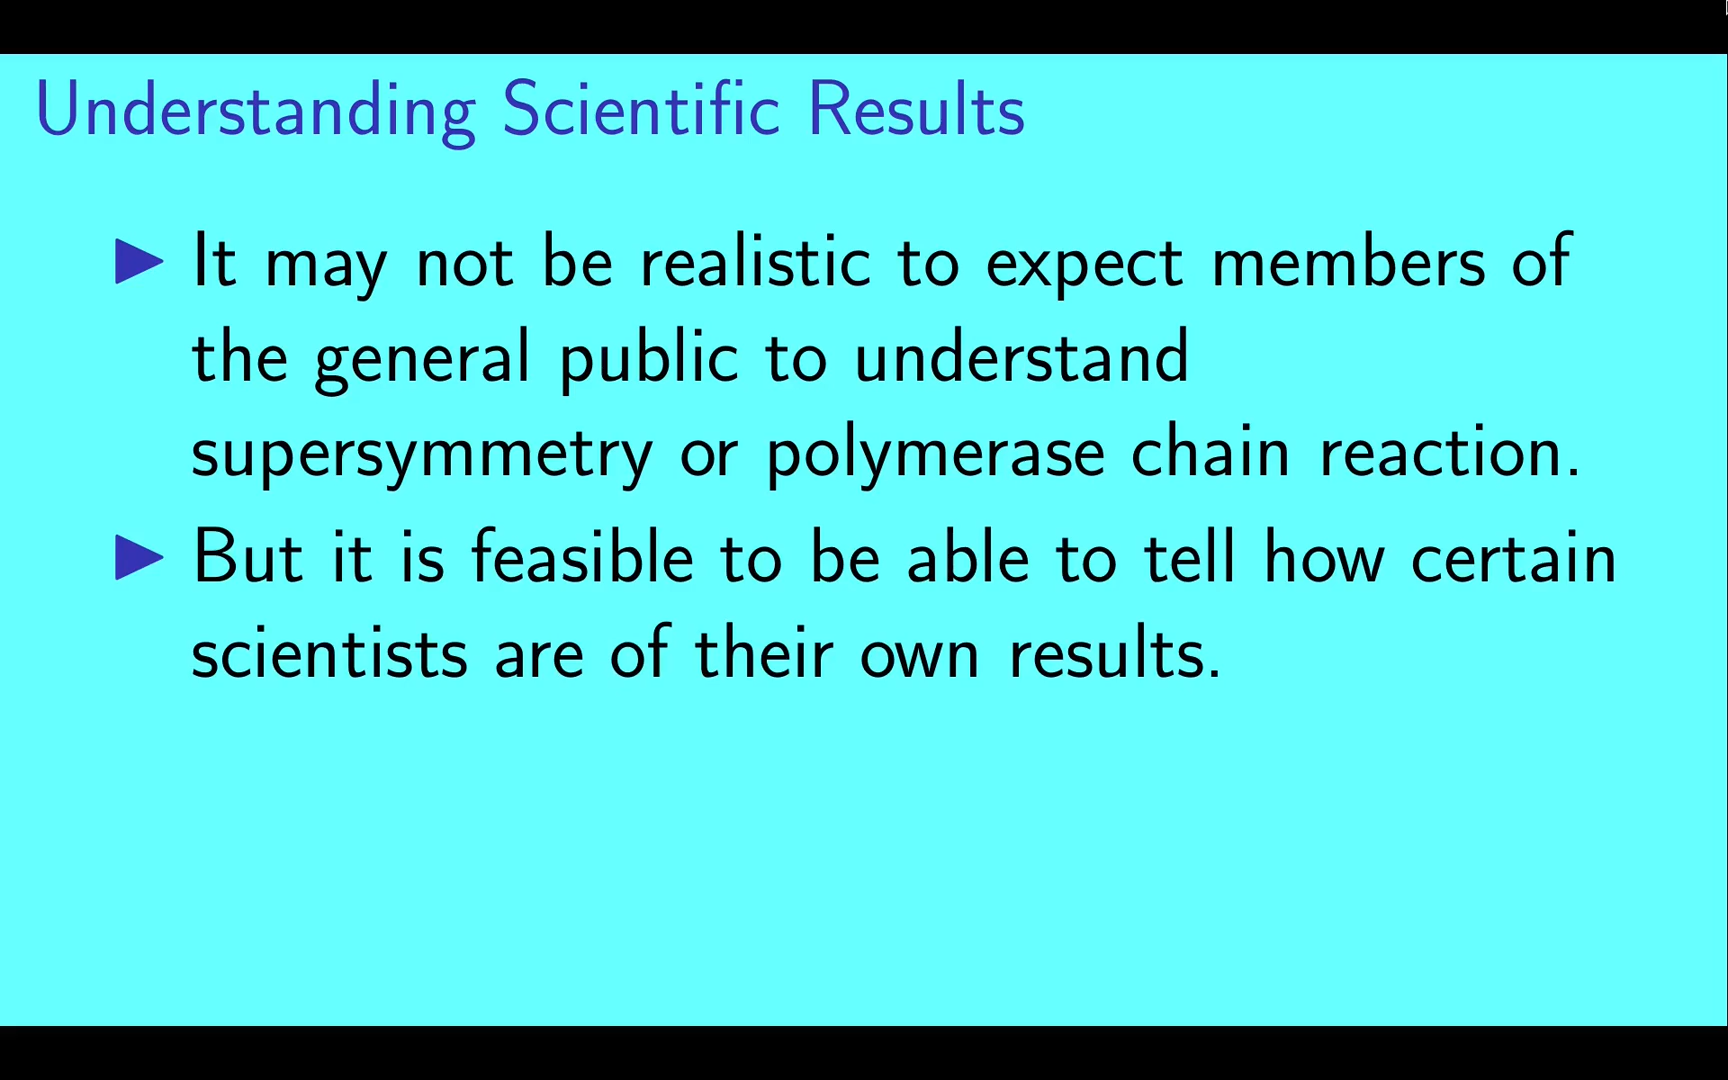 Understanding Scientific Results
It may not be realistic to expect members of
the general public to understand
supersymmetry or polymerase chain reaction.
But it is feasible to be able to tell how certain
scientists are of their own results.